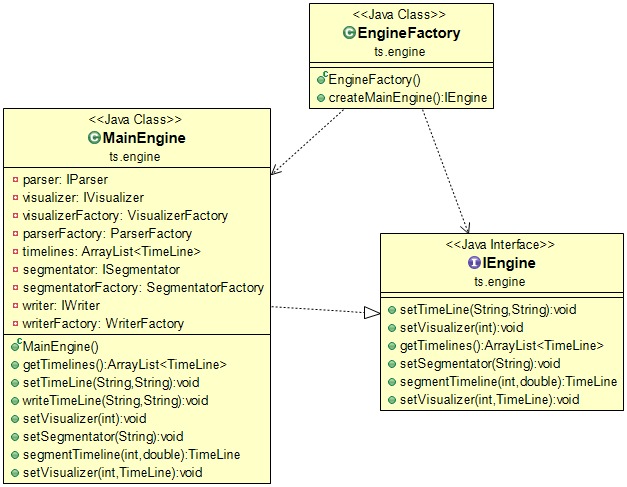 <<Java Class>>
EngineFactory
ts.engine
EngineFactory()
createMainEngine():IEngine
<<Java Class>>
MainEngine
ts.engine
parser: IParser
visualizer: IVisualizer
visualizerFactory: VisualizerFactory
parserFactory: ParserFactory
timelines: ArrayList<TimeLine>
segmentator: ISegmentator
segmentatorFactory: SegmentatorFactory
writer: IWriter
writerFactory: WriterFactory
MainEngine()
getTimelines():ArrayList<TimeLine>
setTimeLine(String,String):void
writeTimeLine(String,String):void
setVisualizer(int):void
setSegmentator(String):void
segmentTimeline(int,double):TimeLine
setVisualizer(int,TimeLine):void
<<Java Interface>>
IEngine
ts.engine
setTimeLine(String,String):void
setVisualizer(int):void
getTimelines():ArrayList<TimeLine>
setSegmentator(String):void
segmentTimeline(int,double):TimeLine
setVisualizer(int,TimeLine):void